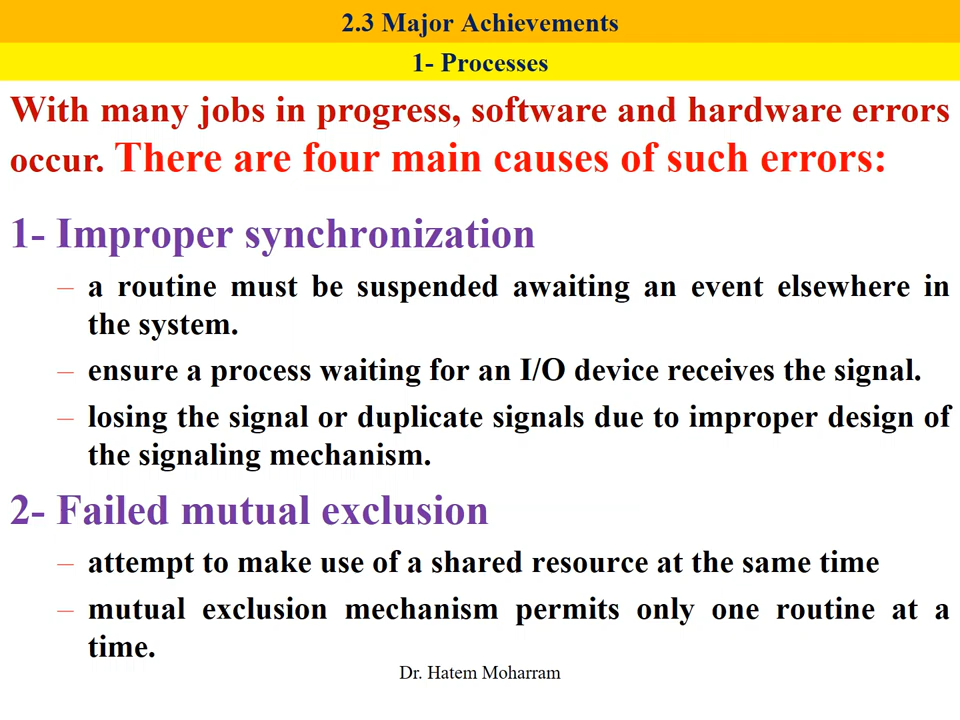 2.3 Major Achievements
1- Processes
With many jobs in progress, software and hardware errors
occur. There are four main causes of such errors:
1- Improper synchronization
– a routine must be suspended awaiting an event elsewhere in
the system.
– ensure a process waiting for an I/O device receives the signal.
– losing the signal or duplicate signals due to improper design of
the signaling mechanism.
2- Failed mutual exclusion
– attempt to make use of a shared resource at the same time
– mutual exclusion mechanism permits only one routine at a
time.
Dr. Hatem Moharram